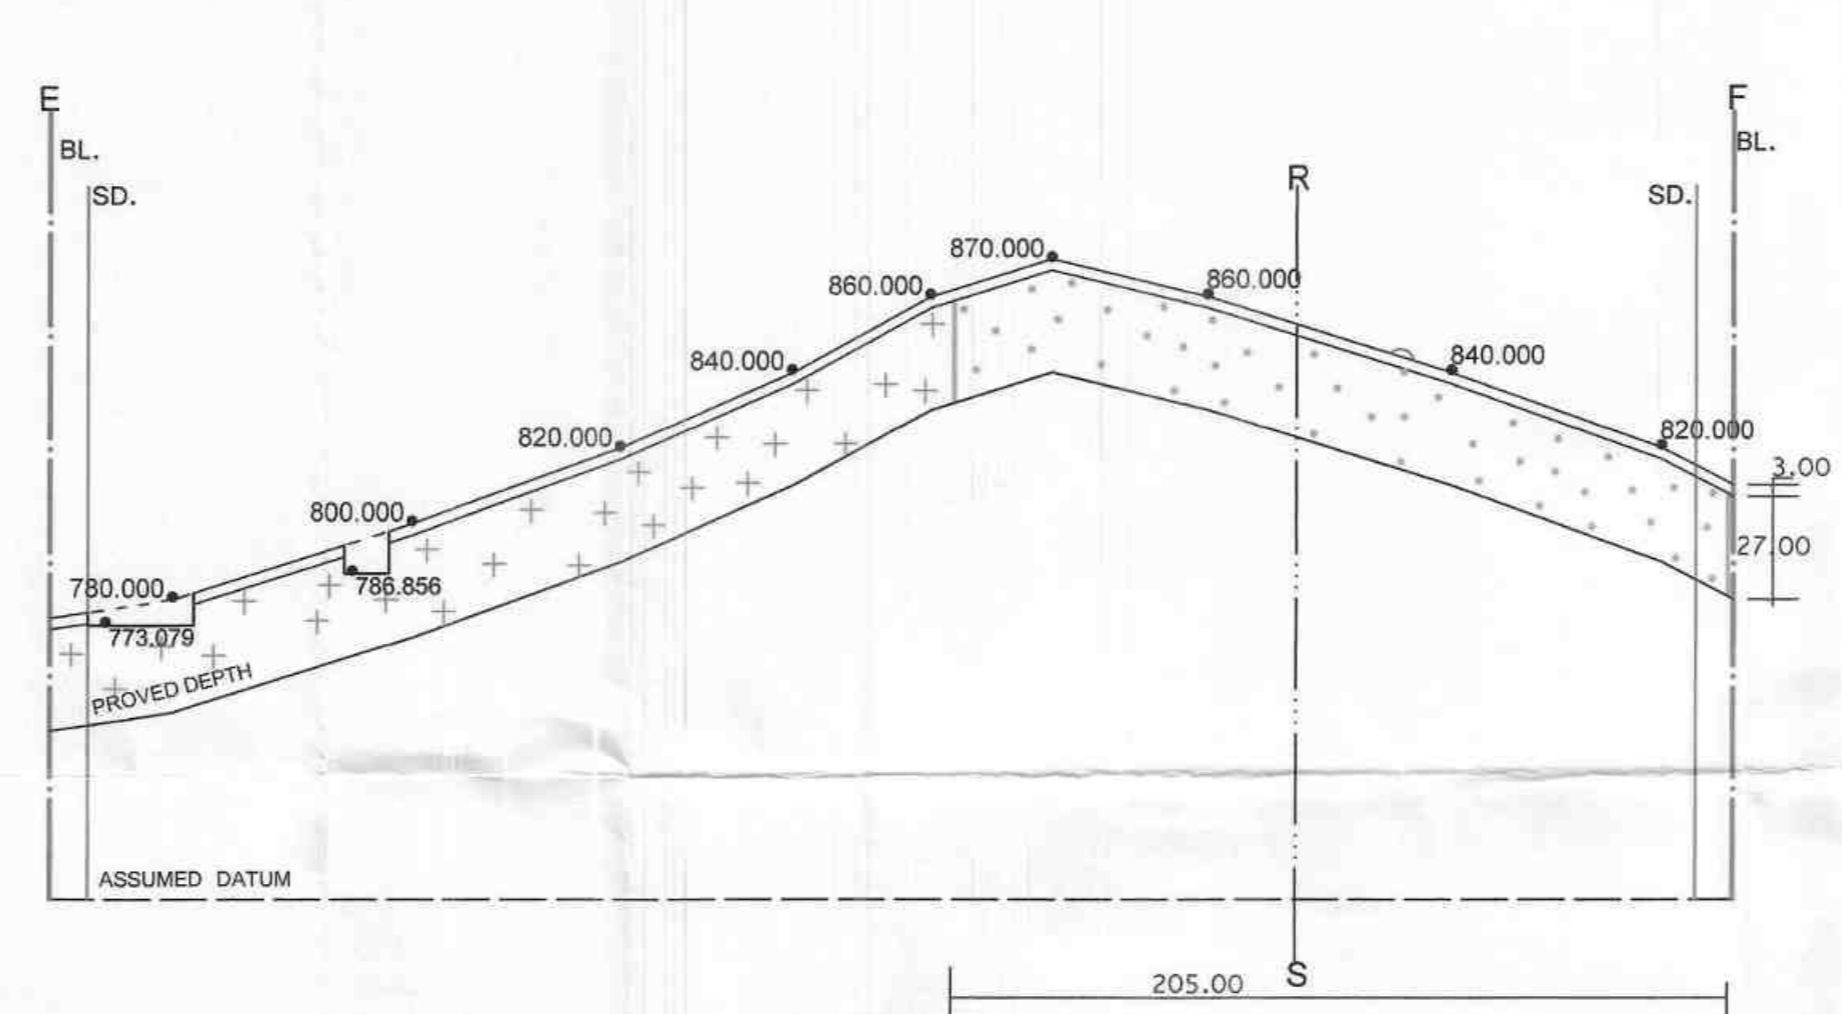 E
F
BL.
BL.
SD.
R
SD.
870.000
860.000
860.000
840.000
840.000
820.000
820.000
3.00
800.000
27.00
780.000
786.856
773.079
PROVED DEPTH
ASSUMED DATUM
S
205.00